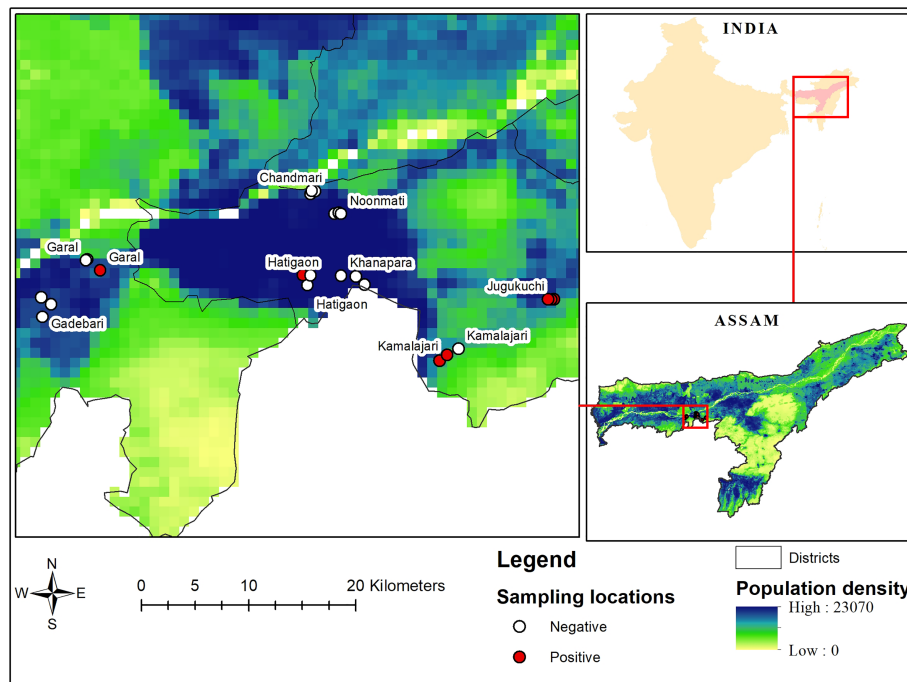 INDIA
Chandmari
Noonmati
Garal
Garal
Hatigaon
Khanapara
Hatigaon
Jugukuchi
Gadebari
Kamalajari
Kamalajari
ASSAM
N
W E
S
0 5 10 20 Kilometers
Legend
Sampling locations
Negative
Positive
Districts
Population density
High : 23070
Low : 0